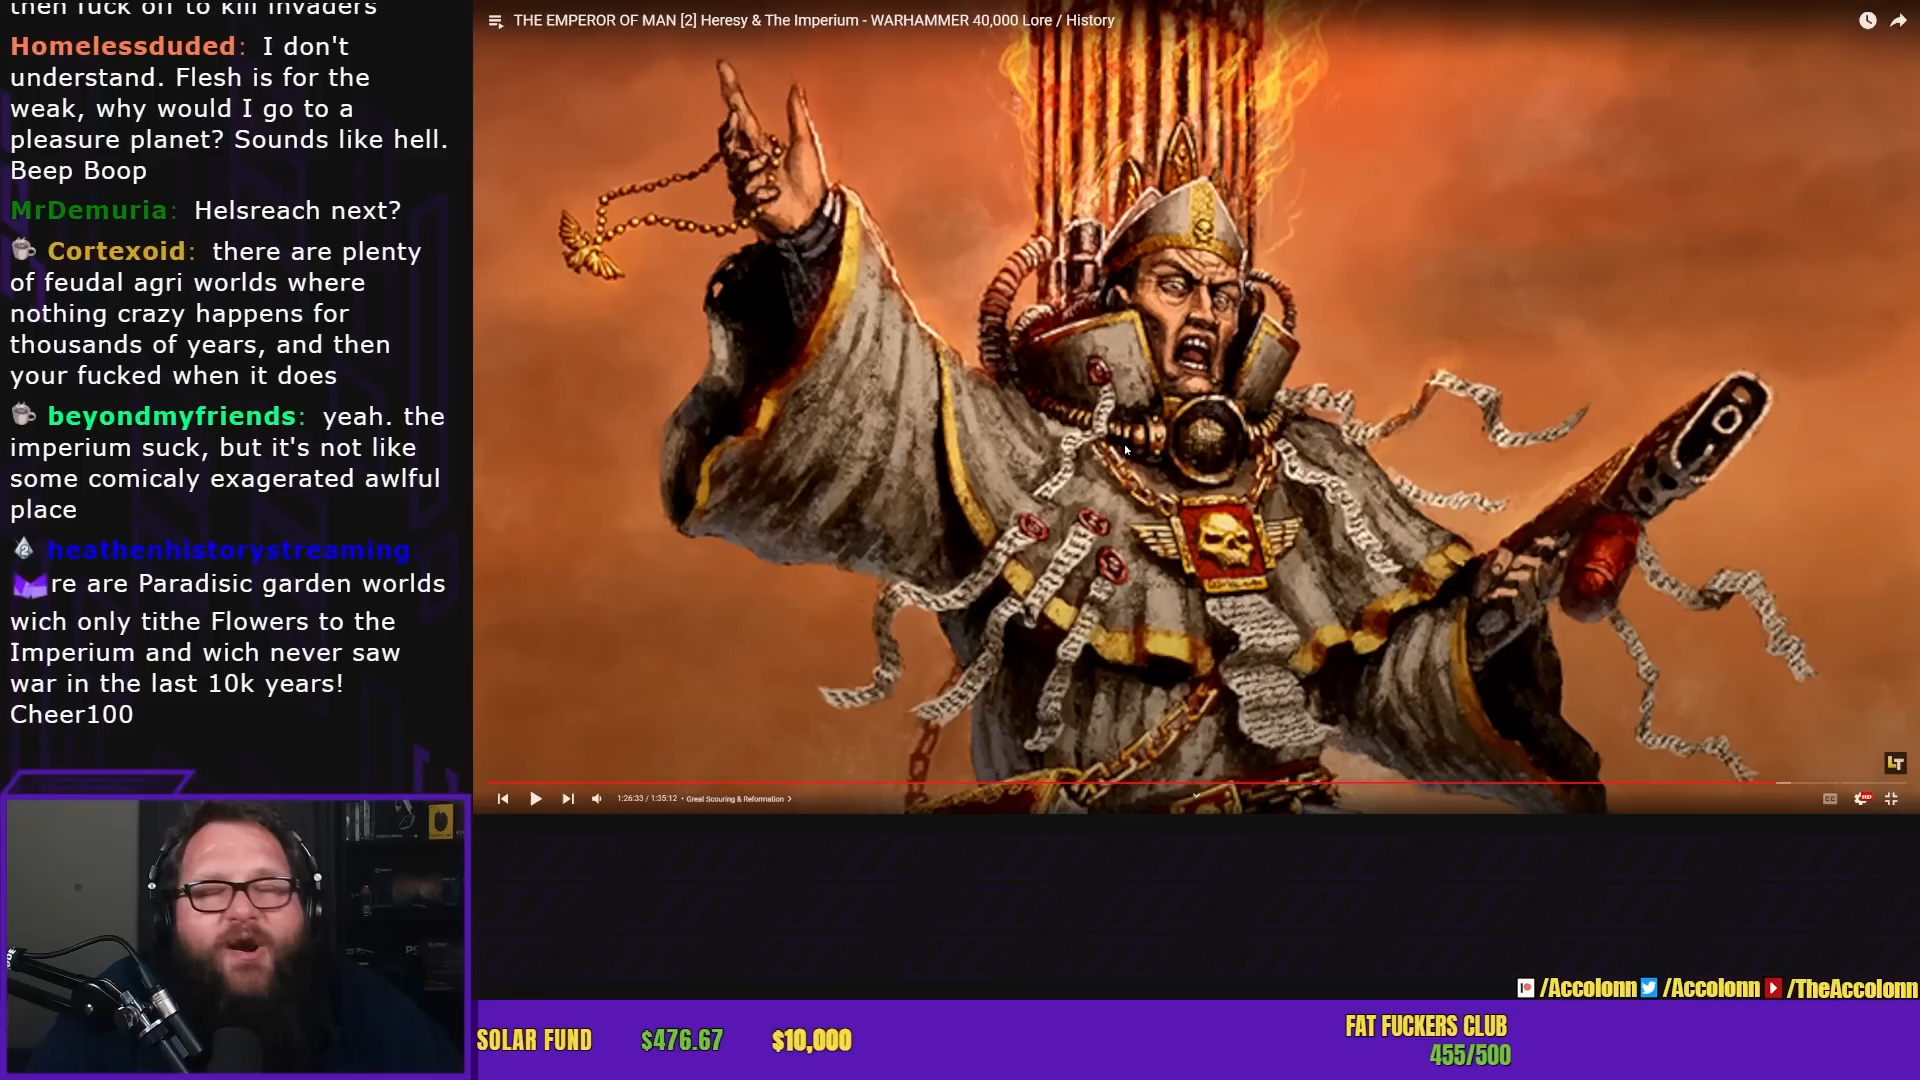 then fuck off to kill invaders
Homelessduded: I don't
understand. Flesh is for the
weak, why would I go to a
pleasure planet? Sounds like hell.
Beep Boop
MrDemuria: Helsreach next?
Cortexoid: there are plenty
of feudal agri worlds where
nothing crazy happens for
thousands of years, and then
your fucked when it does
beyondmyfriends: yeah. the
imperium suck, but it's not like
some comicaly exagerated awlful
place
heathenhistorystreaming:
re are Paradisic garden worlds
wich only tithe Flowers to the
Imperium and wich never saw
war in the last 10k years!
Cheer100
THE EMPEROR OF MAN [2] Heresy & The Imperium - WARHAMMER 40,000 Lore / History
LT
1:26:33 / 1:35:12 • Great Scouring & Reformation >
CC
HD
/Accolonn /Accolonn /TheAccolonn
SOLAR FUND $476.67 $10,000
FAT FUCKERS CLUB
455/500